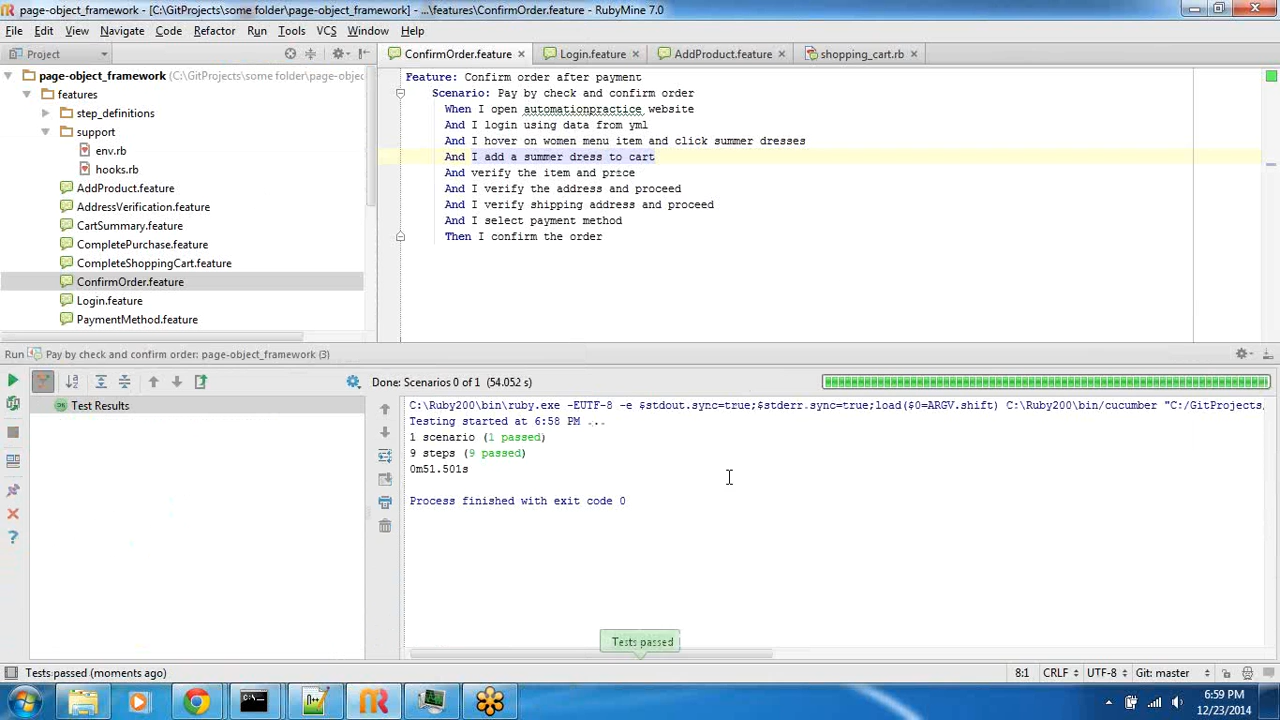 page-object_framework - [C:\GitProjects\some folder\page-object_framework] - ...\features\ConfirmOrder.feature - RubyMine 7.0
File Edit View Navigate Code Refactor Run Tools VCS Window Help
Project
ConfirmOrder.feature Login.feature AddProduct.feature shopping_cart.rb
page-object_framework (C:\GitProjects\some folder\page-objec
features
step_definitions
support
env.rb
hooks.rb
AddProduct.feature
AddressVerification.feature
CartSummary.feature
CompletePurchase.feature
CompleteShoppingCart.feature
ConfirmOrder.feature
Login.feature
PaymentMethod.feature
Feature: Confirm order after payment
Scenario: Pay by check and confirm order
When I open automationpractice website
And I login using data from yml
And I hover on women menu item and click summer dresses
And I add a summer dress to cart
And verify the item and price
And I verify the address and proceed
And I verify shipping address and proceed
And I select payment method
Then I confirm the order
Run Pay by check and confirm order: page-object_framework (3)
Done: Scenarios 0 of 1 (54.052 s)
Test Results
C:\Ruby200\bin\ruby.exe -EUTF-8 -e $stdout.sync=true;$stderr.sync=true;load($0=ARGV.shift) C:\Ruby200\bin/cucumber "C:/GitProjects/
Testing started at 6:58 PM ...
1 scenario (1 passed)
9 steps (9 passed)
0m51.501s
Process finished with exit code 0
Tests passed
Tests passed (moments ago)
8:1 CRLF UTF-8 Git: master
6:59 PM
12/23/2014